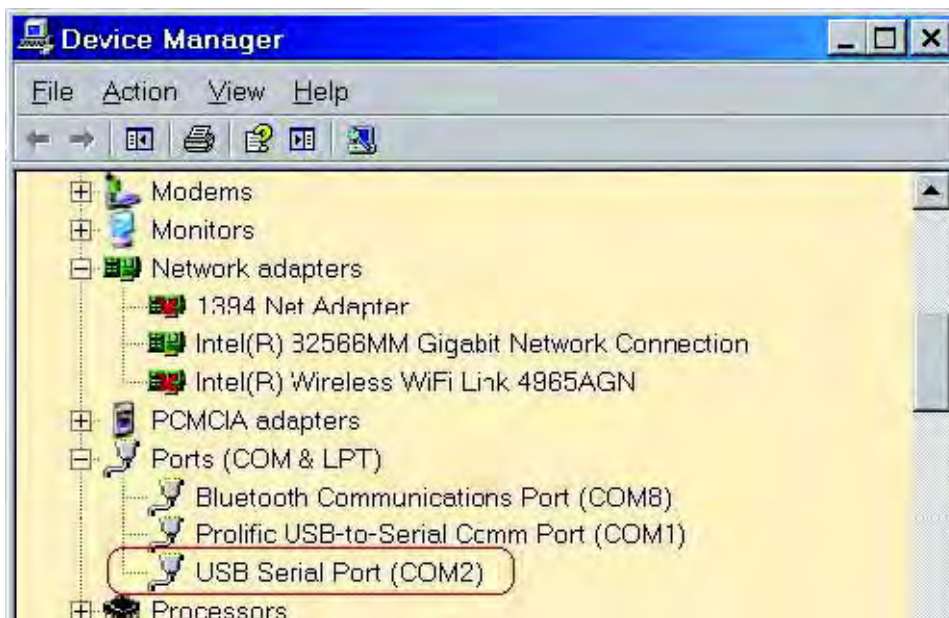 Device Manager
File Action View Help
Modems
Monitors
Network adapters
1394 Net Adapter
Intel(R) 82566MM Gigabit Network Connection
Intel(R) Wireless WiFi Link 4965AGN
PCMCIA adapters
Ports (COM & LPT)
Bluetooth Communications Port (COM8)
Prolific USB-to-Serial Comm Port (COM1)
USB Serial Port (COM2)
Processors